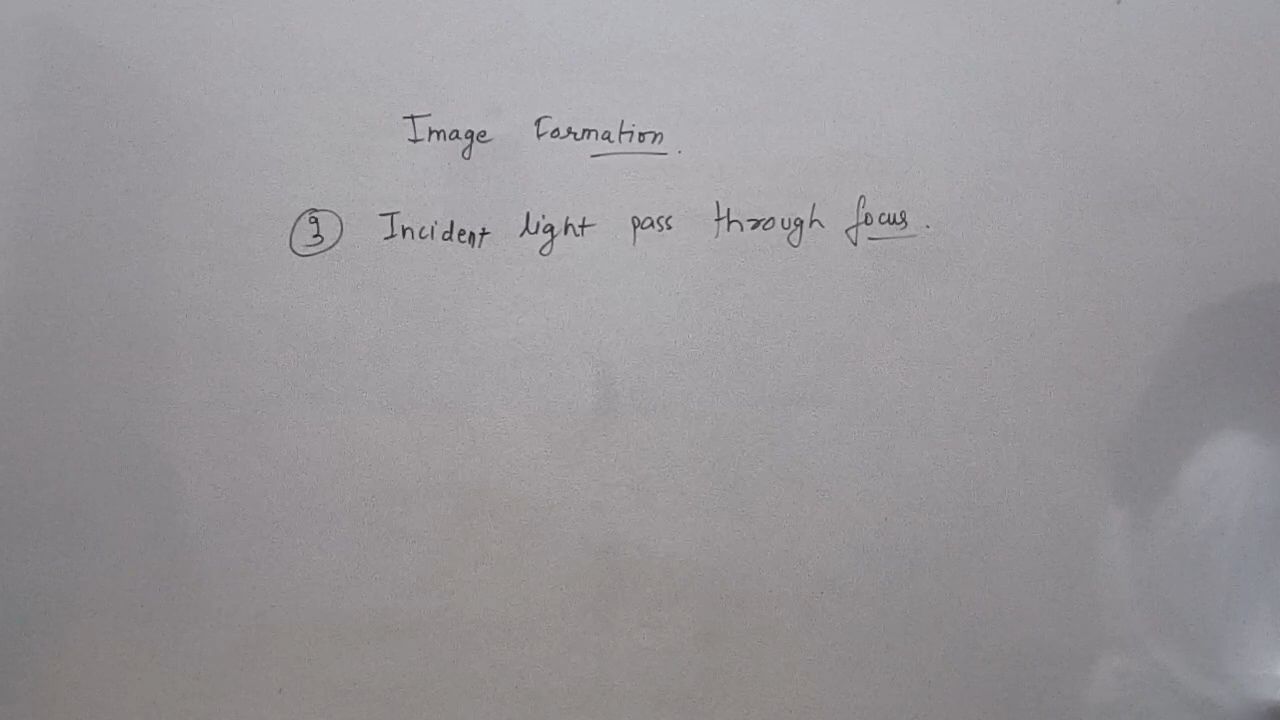 Image Formation.
③ Incident light pass through focus.